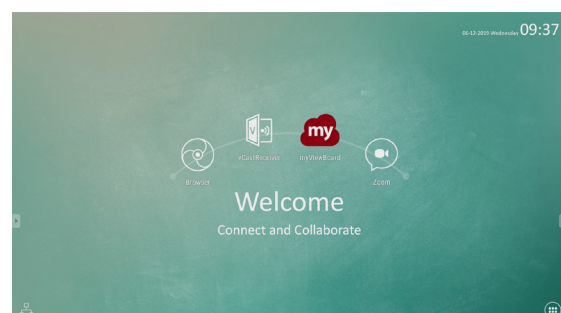 06-12-2019 Wednesday 09:37
V
my
vCastReceiver
myViewBoard
Browser
Zoom
Welcome
Connect and Collaborate